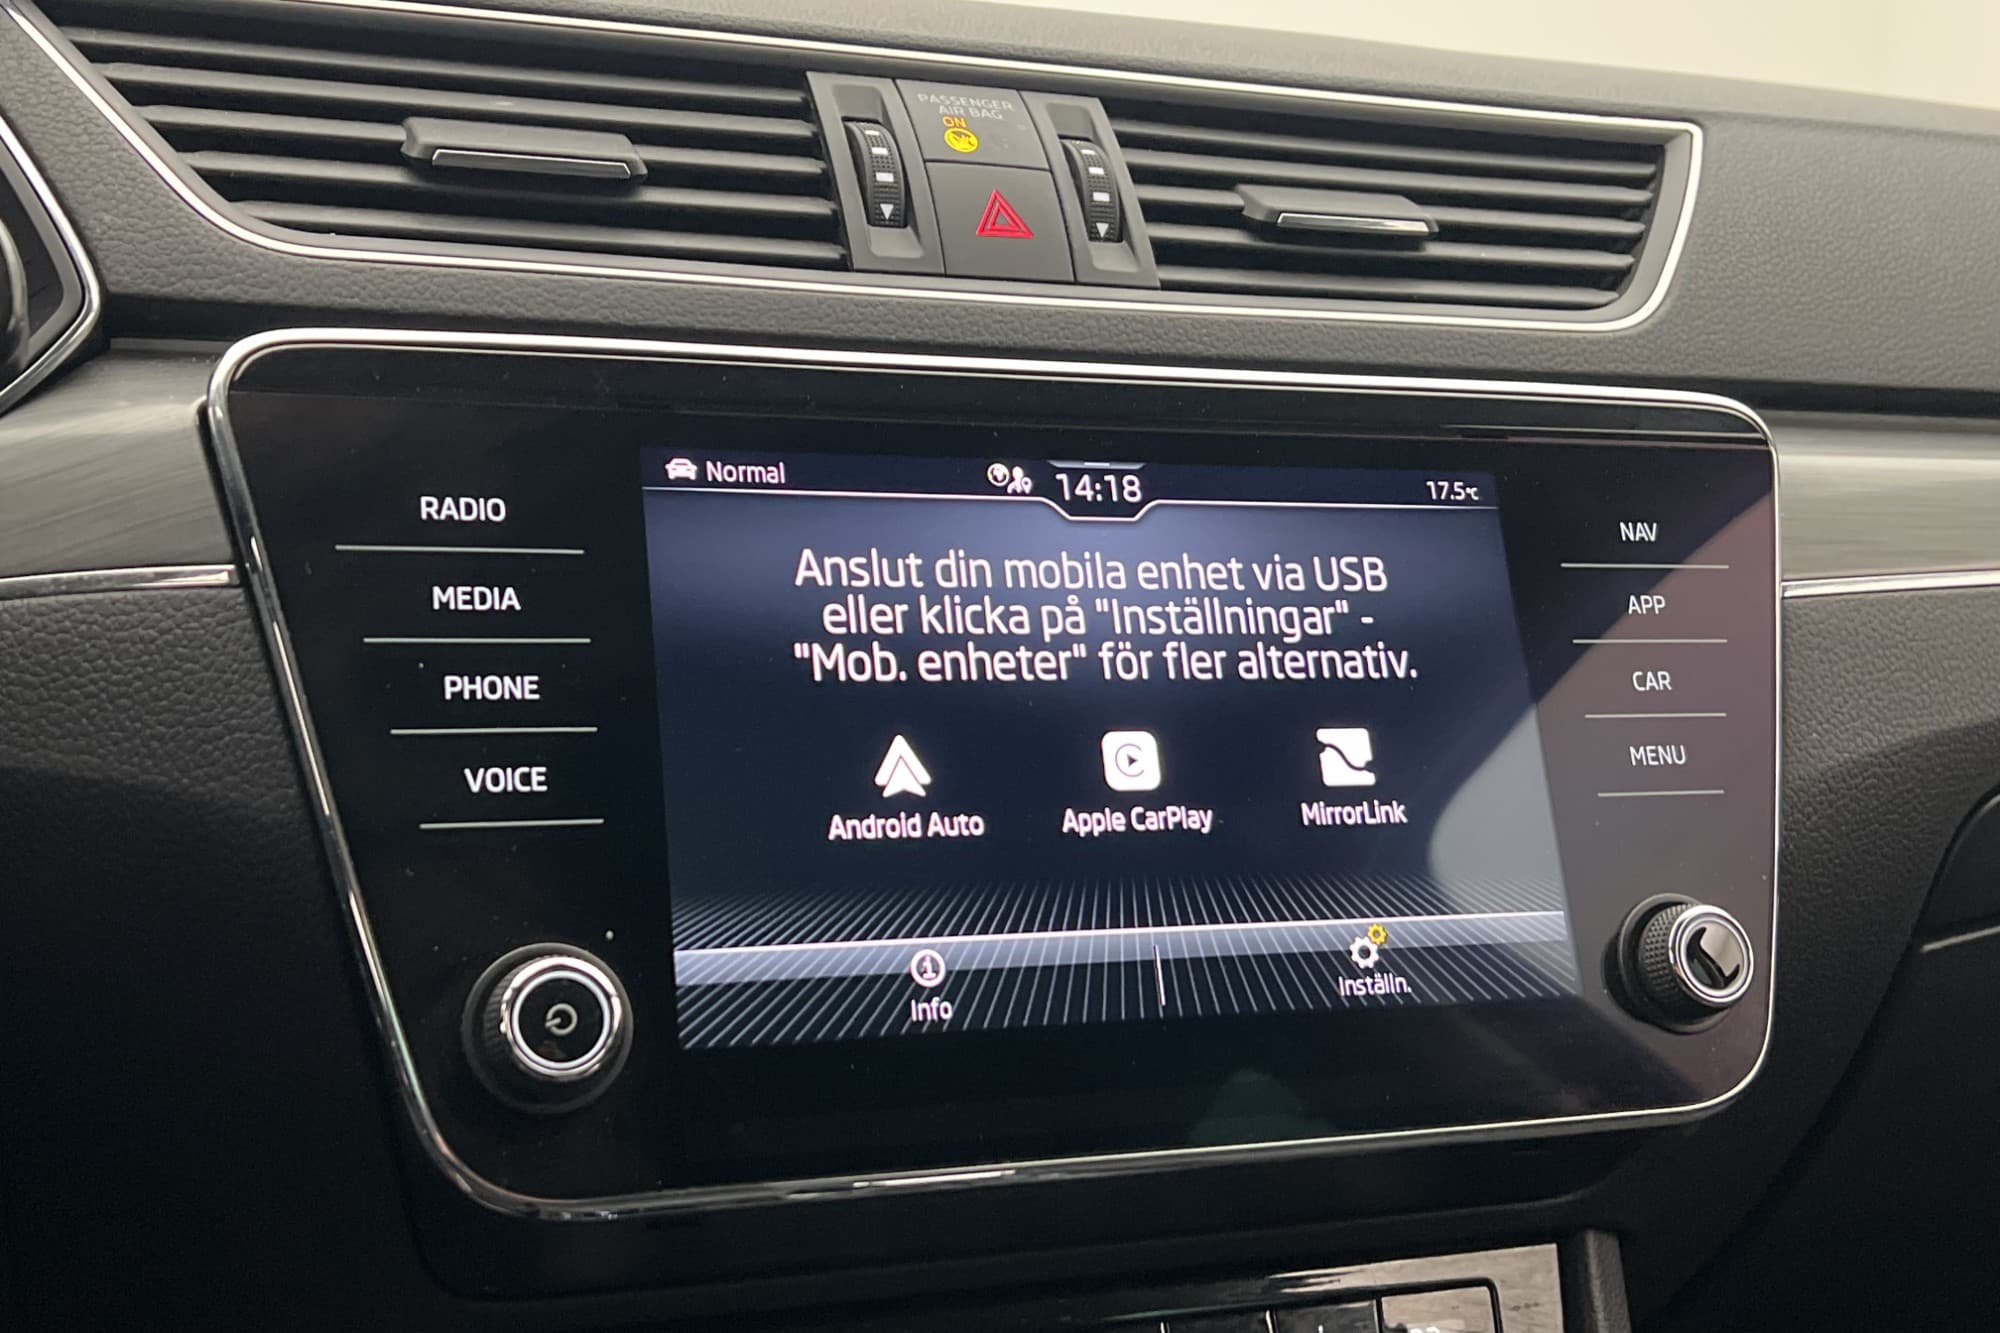 PASSENGER
AIR BAG
ON
RADIO
MEDIA
PHONE
VOICE
Normal
14:18
17.5°C
Anslut din mobila enhet via USB
eller klicka på "Inställningar" -
"Mob. enheter" för fler alternativ.
Android Auto
Apple CarPlay
MirrorLink
Info
Inställn.
NAV
APP
CAR
MENU